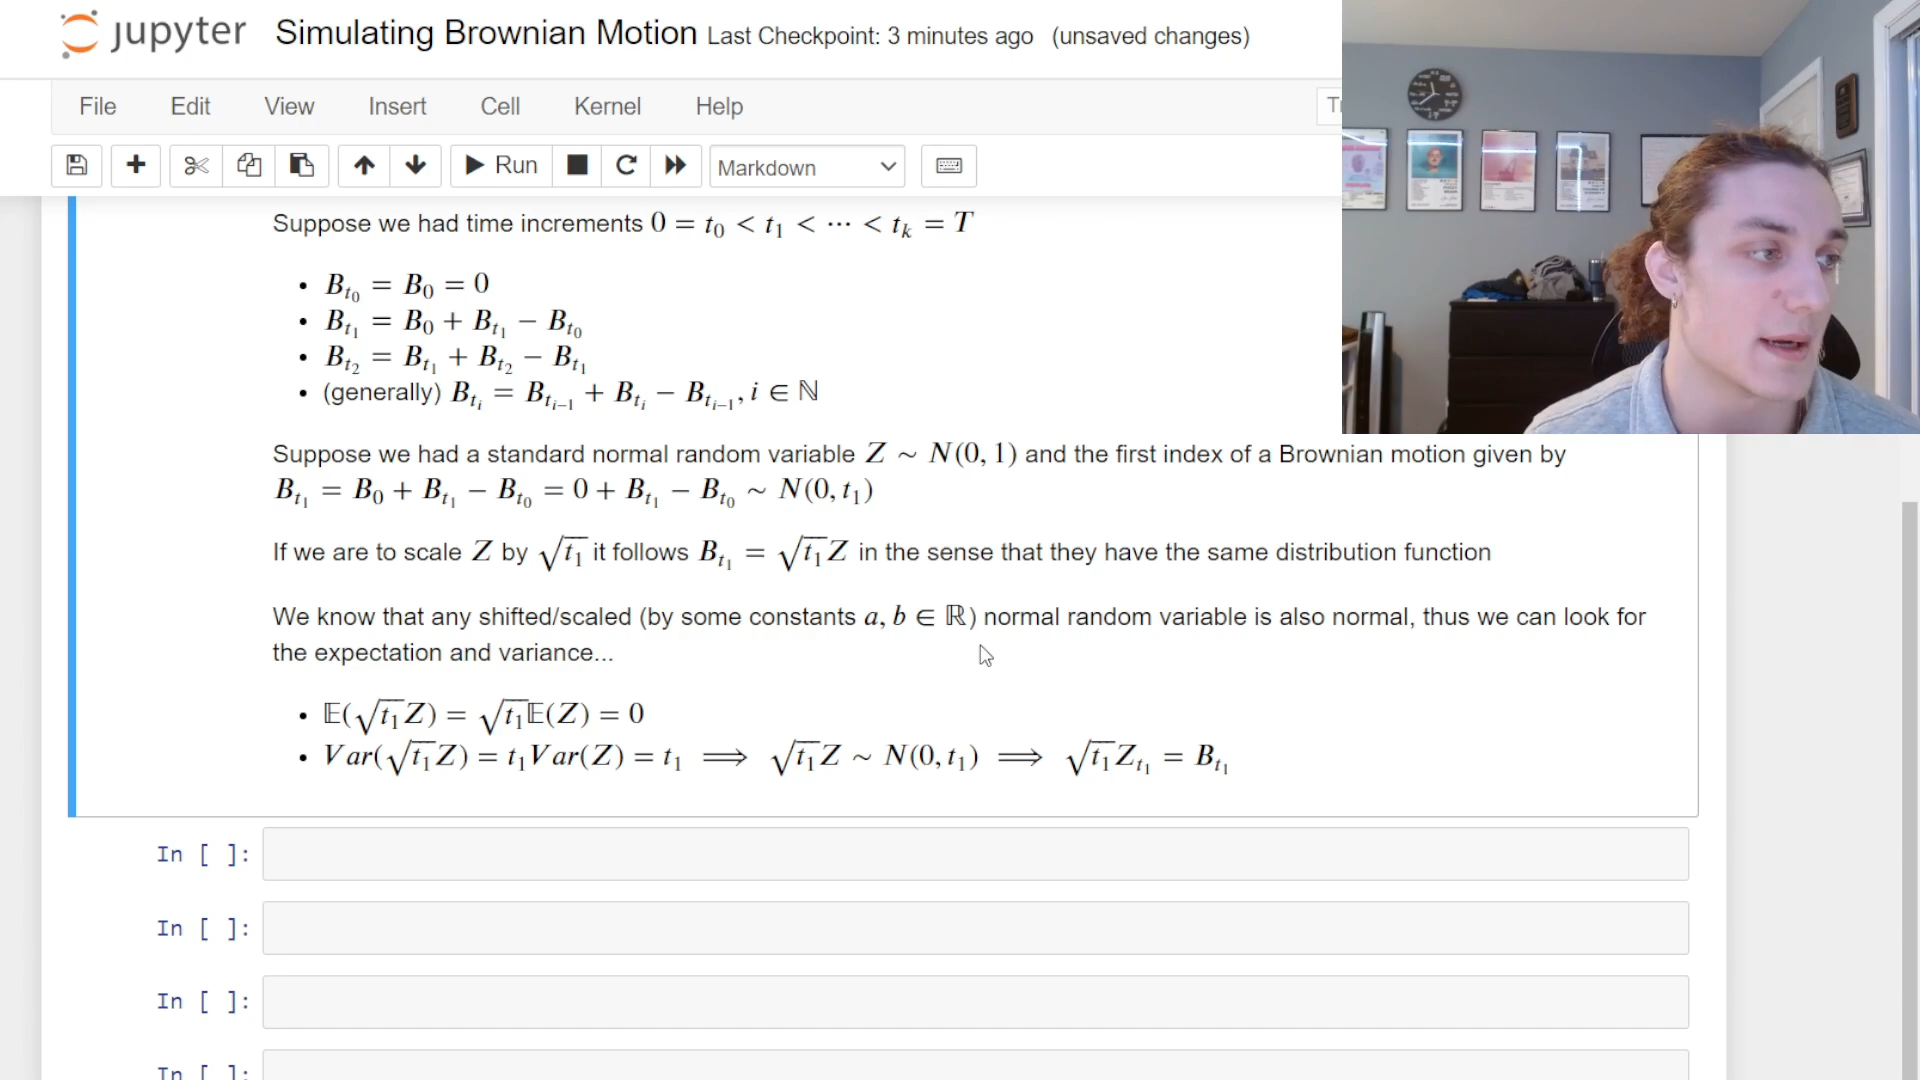 jupyter Simulating Brownian Motion Last Checkpoint: 3 minutes ago (unsaved changes)
File Edit View Insert Cell Kernel Help
Run Markdown
Suppose we had time increments 0 = t₀ < t₁ < ⋯ < tₖ = T
• B_{t₀} = B₀ = 0
• B_{t₁} = B₀ + B_{t₁} − B_{t₀}
• B_{t₂} = B_{t₁} + B_{t₂} − B_{t₁}
• (generally) B_{t_i} = B_{t_{i−1}} + B_{t_i} − B_{t_{i−1}}, i ∈ ℕ
Suppose we had a standard normal random variable Z ∼ N(0, 1) and the first index of a Brownian motion given by
B_{t₁} = B₀ + B_{t₁} − B_{t₀} = 0 + B_{t₁} − B_{t₀} ∼ N(0, t₁)
If we are to scale Z by √t₁ it follows B_{t₁} = √t₁Z in the sense that they have the same distribution function
We know that any shifted/scaled (by some constants a, b ∈ ℝ) normal random variable is also normal, thus we can look for
the expectation and variance...
• 𝔼(√t₁Z) = √t₁𝔼(Z) = 0
• Var(√t₁Z) = t₁Var(Z) = t₁ ⟹ √t₁Z ∼ N(0, t₁) ⟹ √t₁Z_{t₁} = B_{t₁}
In [ ]:
In [ ]:
In [ ]:
In [ ]: